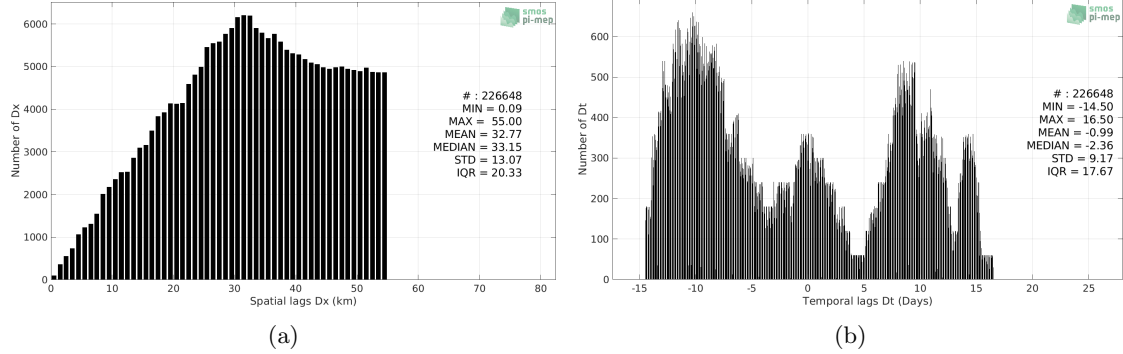 6000
5000
4000
3000
2000
1000
0
Number of Dx
0 10 20 30 40 50 60 70 80
Spatial lags Dx (km)
smos
pi-mep
# : 226648
MIN = 0.09
MAX = 55.00
MEAN = 32.77
MEDIAN = 33.15
STD = 13.07
IQR = 20.33
(a)
600
500
400
300
200
100
0
Number of Dt
-15 -10 -5 0 5 10 15 20 25
Temporal lags Dt (Days)
smos
pi-mep
# : 226648
MIN = -14.50
MAX = 16.50
MEAN = -0.99
MEDIAN = -2.36
STD = 9.17
IQR = 17.67
(b)